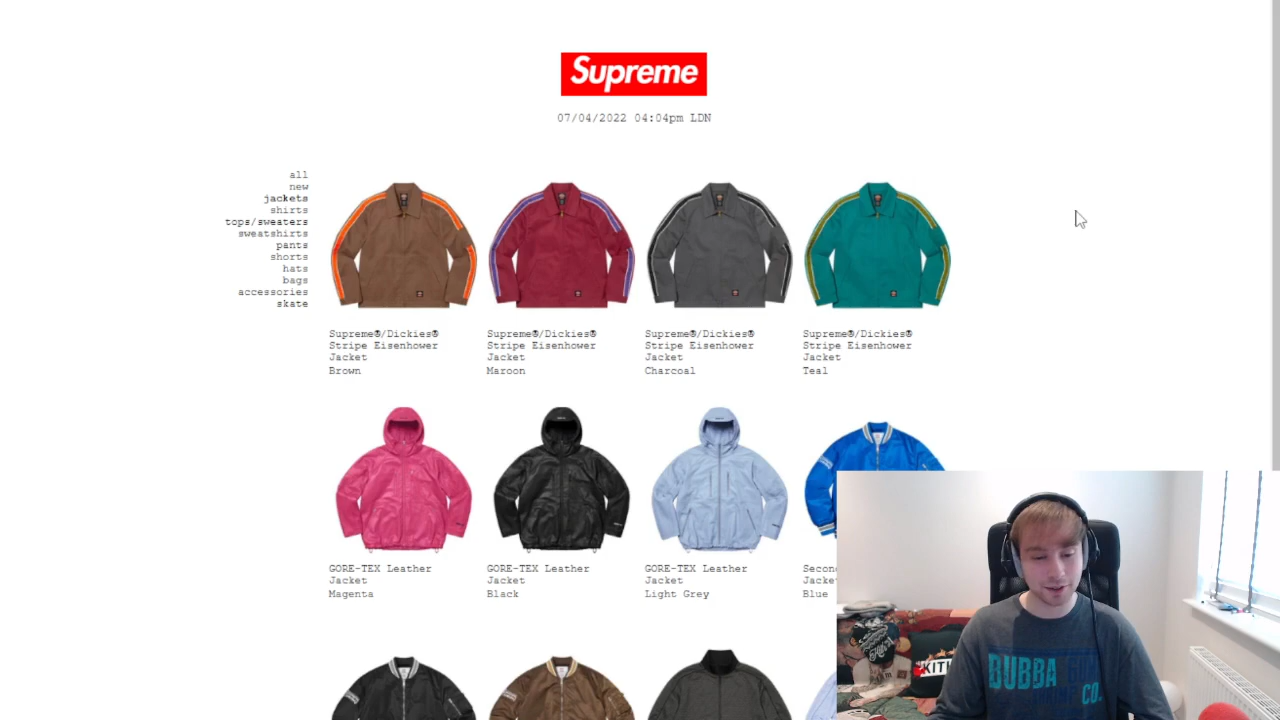 Supreme
07/04/2022 04:04pm LDN
all
new
jackets
shirts
tops/sweaters
sweatshirts
pants
shorts
hats
bags
accessories
skate
Supreme®/Dickies®
Stripe Eisenhower
Jacket
Brown
Supreme®/Dickies®
Stripe Eisenhower
Jacket
Maroon
Supreme®/Dickies®
Stripe Eisenhower
Jacket
Charcoal
Supreme®/Dickies®
Stripe Eisenhower
Jacket
Teal
GORE-TEX Leather
Jacket
Magenta
GORE-TEX Leather
Jacket
Black
GORE-TEX Leather
Jacket
Light Grey
Secon
Jacke
Blue
BUBBA
CO.
KITH